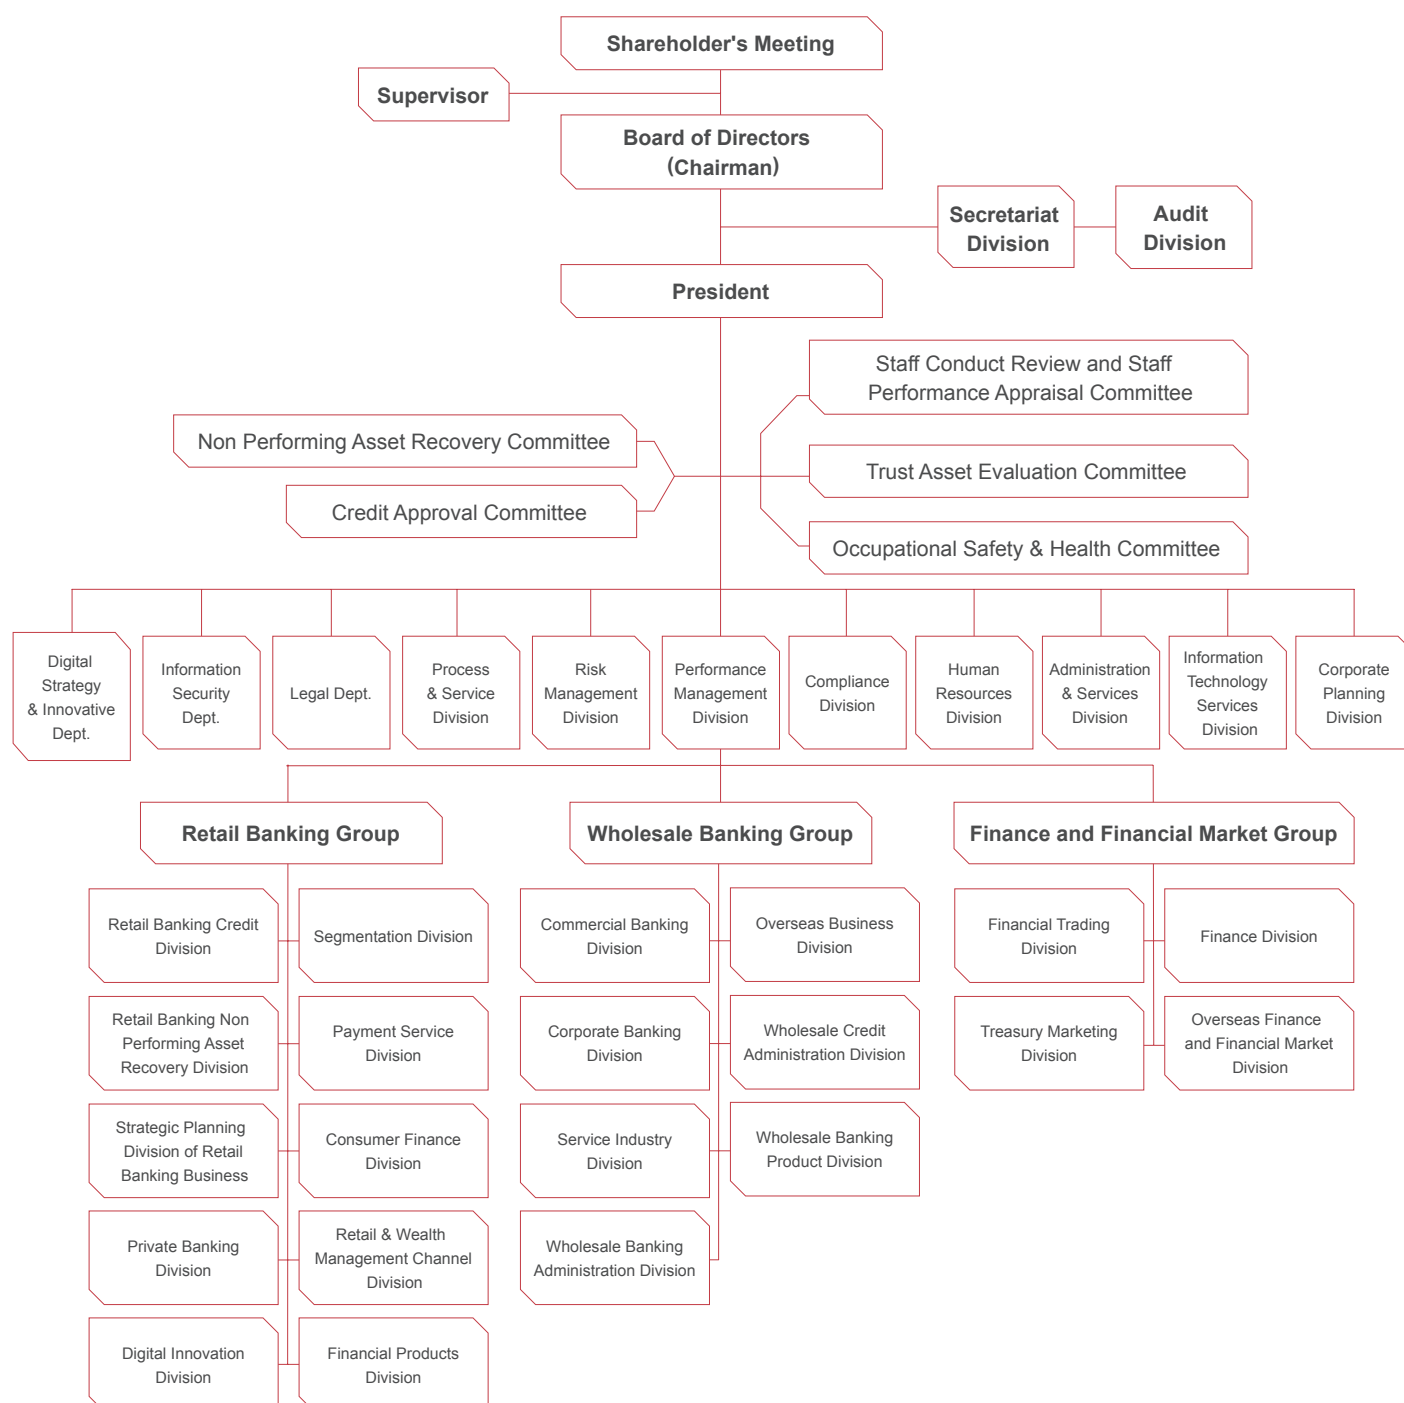 Shareholder's Meeting
Supervisor
Board of Directors
(Chairman)
Secretariat
Division
Audit
Division
President
Staff Conduct Review and Staff
Performance Appraisal Committee
Non Performing Asset Recovery Committee
Trust Asset Evaluation Committee
Credit Approval Committee
Occupational Safety & Health Committee
Digital
Strategy
& Innovative
Dept.
Information
Security
Dept.
Legal Dept.
Process
& Service
Division
Risk
Management
Division
Performance
Management
Division
Compliance
Division
Human
Resources
Division
Administration
& Services
Division
Information
Technology
Services
Division
Corporate
Planning
Division
Retail Banking Group
Wholesale Banking Group
Finance and Financial Market Group
Retail Banking Credit
Division
Segmentation Division
Commercial Banking
Division
Overseas Business
Division
Financial Trading
Division
Finance Division
Retail Banking Non
Performing Asset
Recovery Division
Payment Service
Division
Corporate Banking
Division
Wholesale Credit
Administration Division
Treasury Marketing
Division
Overseas Finance
and Financial Market
Division
Strategic Planning
Division of Retail
Banking Business
Consumer Finance
Division
Service Industry
Division
Wholesale Banking
Product Division
Private Banking
Division
Retail & Wealth
Management Channel
Division
Wholesale Banking
Administration Division
Digital Innovation
Division
Financial Products
Division